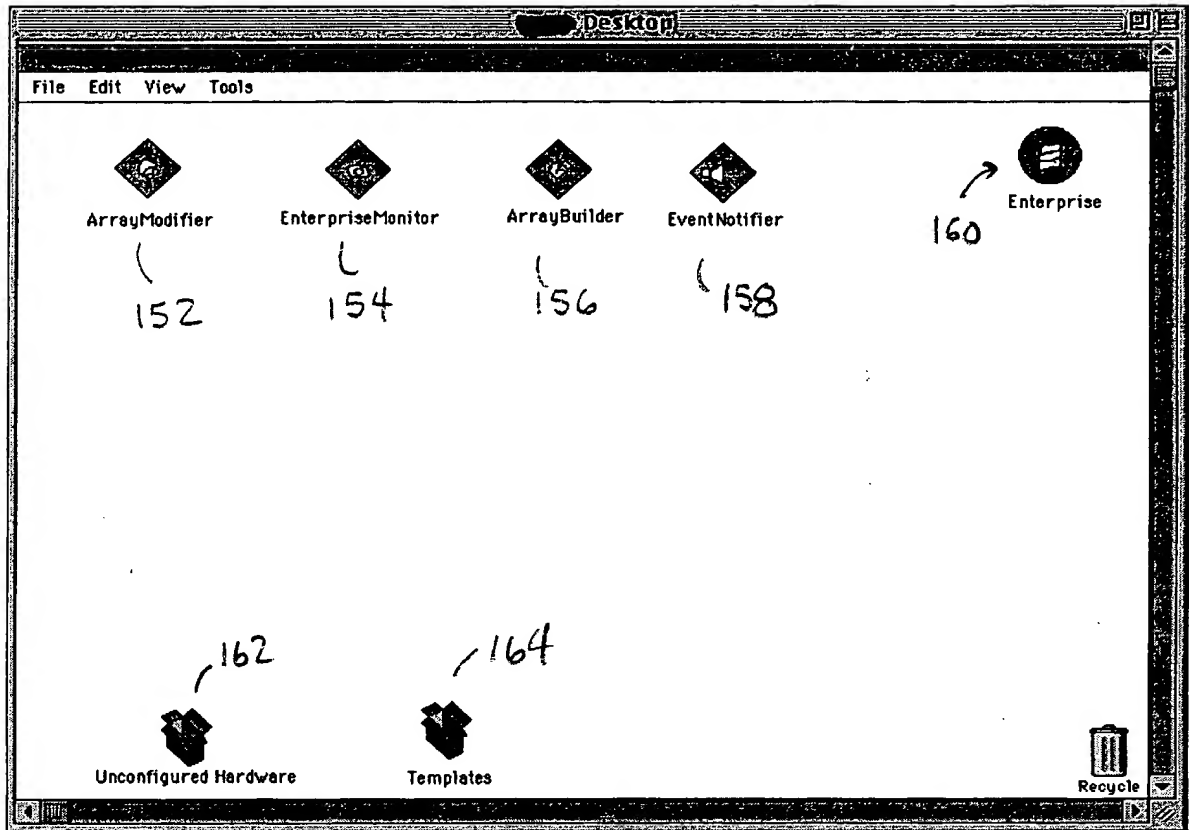 Desktop
File Edit View Tools
ArrayModifier EnterpriseMonitor ArrayBuilder EventNotifier Enterprise
152 154 156 158 160
162 164
Unconfigured Hardware Templates Recycle